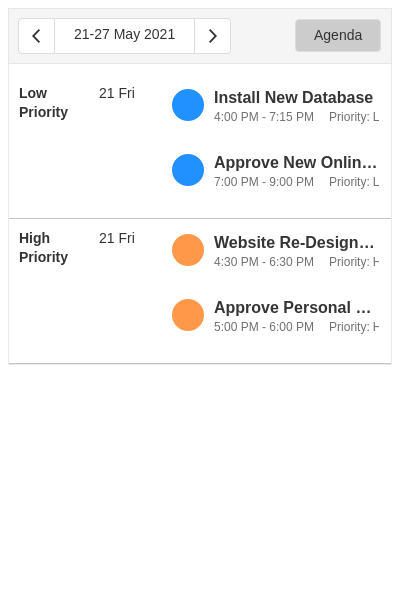 21-27 May 2021
Agenda
Low Priority
21 Fri
Install New Database
4:00 PM - 7:15 PM Priority: L
Approve New Onlin…
7:00 PM - 9:00 PM Priority: L
High Priority
21 Fri
Website Re-Design…
4:30 PM - 6:30 PM Priority: H
Approve Personal …
5:00 PM - 6:00 PM Priority: H